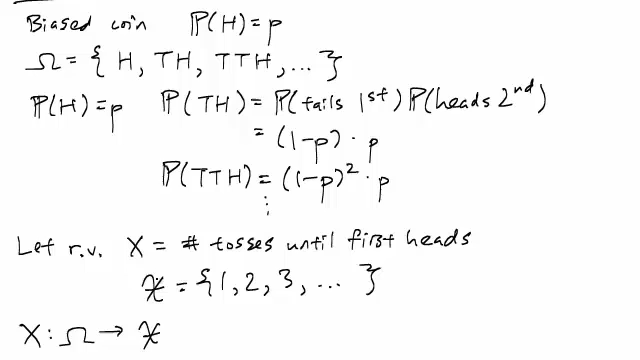 Biased coin ℙ(H)=p
Ω = { H, TH, TTH, ... }
ℙ(H)=p ℙ(TH) = ℙ(tails 1st) ℙ(heads 2nd)
= (1-p) · p
ℙ(TTH) = (1-p)² · p
⋮
Let r.v. X = # tosses until first heads
𝒳 = {1, 2, 3, ... }
X : Ω → 𝒳